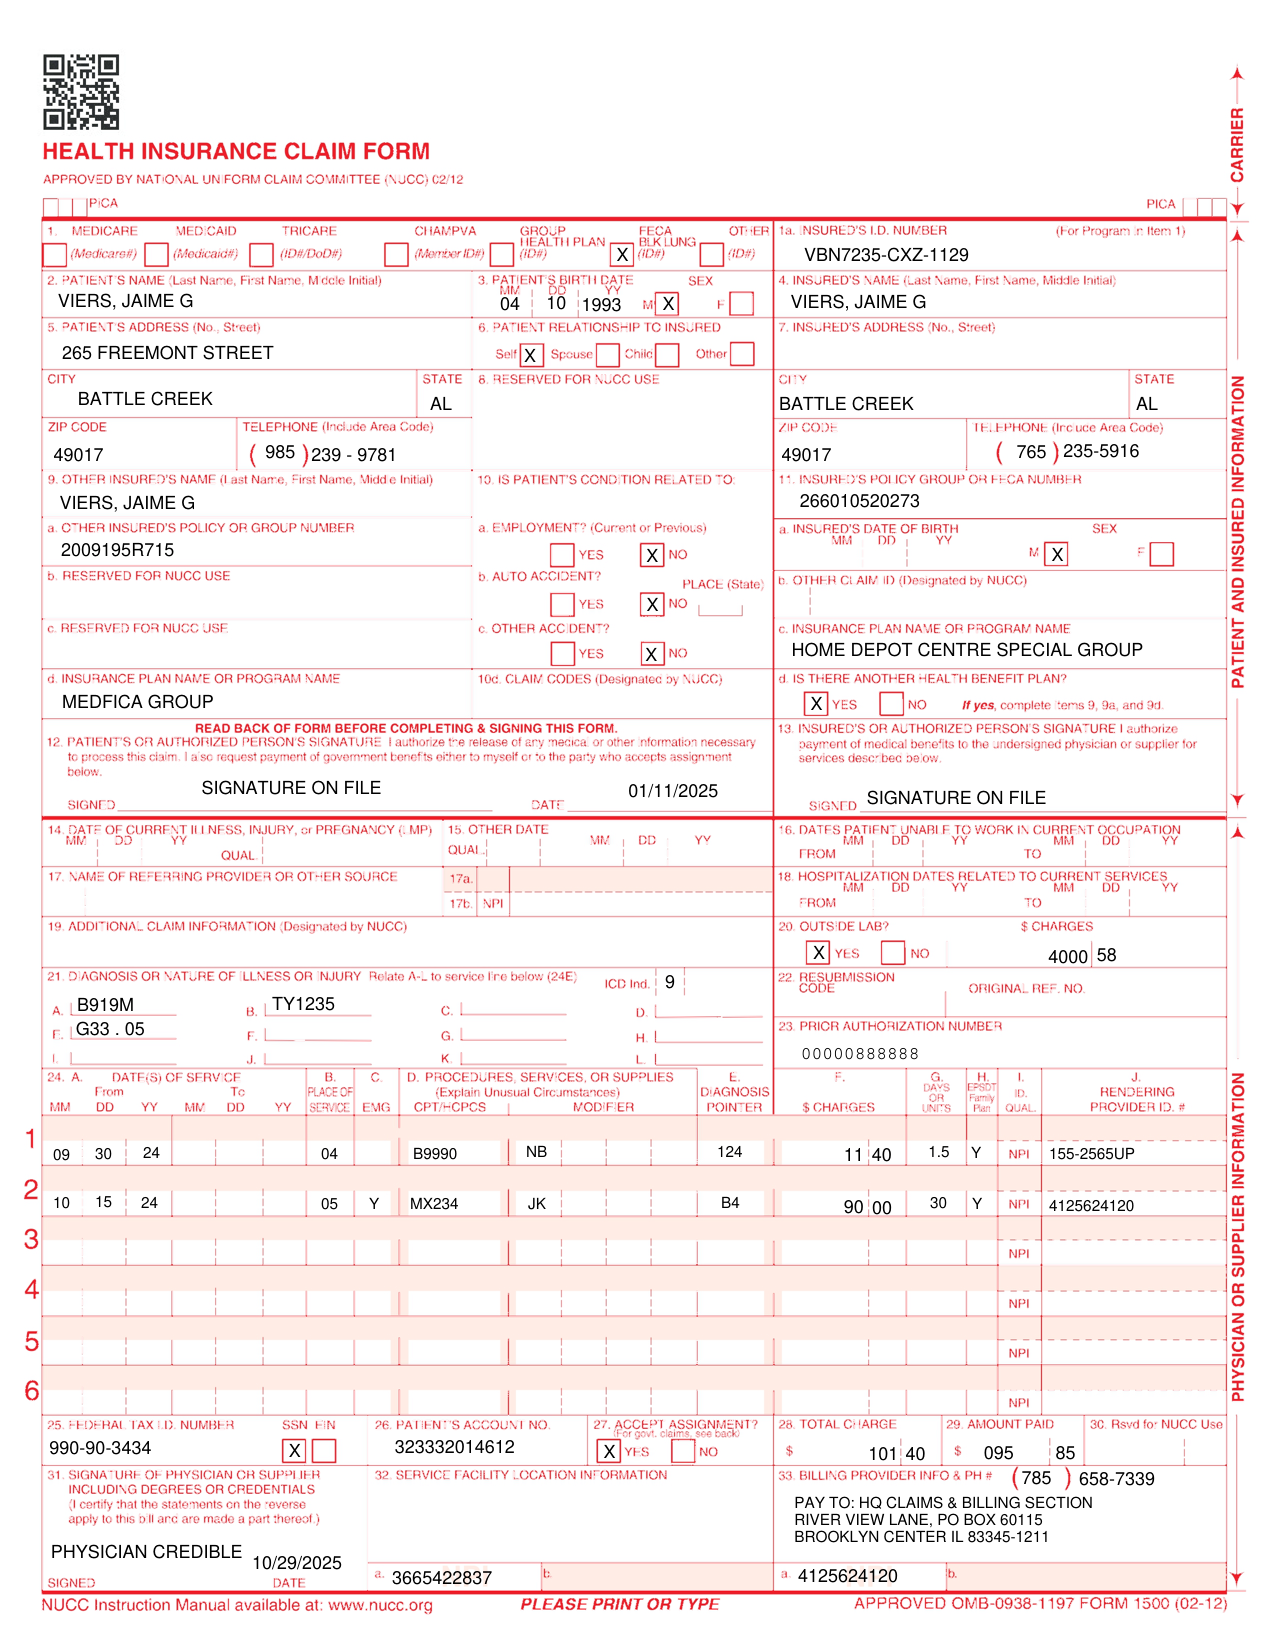 HEALTH INSURANCE CLAIM FORM
APPROVED BY NATIONAL UNIFORM CLAIM COMMITTEE (NUCC) 02/12
PICA PICA
CARRIER
1. MEDICARE MEDICAID TRICARE CHAMPVA GROUP HEALTH PLAN FECA BLK LUNG OTHER
(Medicare#) (Medicaid#) (ID#/DoD#) (Member ID#) (ID#) X (ID#) (ID#)
1a. INSURED'S I.D. NUMBER (For Program in Item 1)
VBN7235-CXZ-1129
2. PATIENT'S NAME (Last Name, First Name, Middle Initial)
VIERS, JAIME G
3. PATIENT'S BIRTH DATE SEX
MM DD YY
04 10 1993 M X F
4. INSURED'S NAME (Last Name, First Name, Middle Initial)
VIERS, JAIME G
5. PATIENT'S ADDRESS (No., Street)
265 FREEMONT STREET
6. PATIENT RELATIONSHIP TO INSURED
Self X Spouse Child Other
7. INSURED'S ADDRESS (No., Street)
CITY STATE
BATTLE CREEK AL
8. RESERVED FOR NUCC USE
CITY STATE
BATTLE CREEK AL
ZIP CODE TELEPHONE (Include Area Code)
49017 ( 985 ) 239 - 9781
ZIP CODE TELEPHONE (Include Area Code)
49017 ( 765 ) 235-5916
9. OTHER INSURED'S NAME (Last Name, First Name, Middle Initial)
VIERS, JAIME G
10. IS PATIENT'S CONDITION RELATED TO:
11. INSURED'S POLICY GROUP OR FECA NUMBER
266010520273
a. OTHER INSURED'S POLICY OR GROUP NUMBER
2009195R715
a. EMPLOYMENT? (Current or Previous)
YES X NO
a. INSURED'S DATE OF BIRTH SEX
MM DD YY
M X F
b. RESERVED FOR NUCC USE
b. AUTO ACCIDENT? PLACE (State)
YES X NO
b. OTHER CLAIM ID (Designated by NUCC)
c. RESERVED FOR NUCC USE
c. OTHER ACCIDENT?
YES X NO
c. INSURANCE PLAN NAME OR PROGRAM NAME
HOME DEPOT CENTRE SPECIAL GROUP
d. INSURANCE PLAN NAME OR PROGRAM NAME
MEDFICA GROUP
10d. CLAIM CODES (Designated by NUCC)
d. IS THERE ANOTHER HEALTH BENEFIT PLAN?
X YES NO If yes, complete items 9, 9a, and 9d.
READ BACK OF FORM BEFORE COMPLETING & SIGNING THIS FORM.
12. PATIENT'S OR AUTHORIZED PERSON'S SIGNATURE I authorize the release of any medical or other information necessary
to process this claim. I also request payment of government benefits either to myself or to the party who accepts assignment
below.
SIGNED SIGNATURE ON FILE DATE 01/11/2025
13. INSURED'S OR AUTHORIZED PERSON'S SIGNATURE I authorize
payment of medical benefits to the undersigned physician or supplier for
services described below.
SIGNED SIGNATURE ON FILE
PATIENT AND INSURED INFORMATION
14. DATE OF CURRENT ILLNESS, INJURY, or PREGNANCY (LMP)
MM DD YY
QUAL.
15. OTHER DATE
QUAL. MM DD YY
16. DATES PATIENT UNABLE TO WORK IN CURRENT OCCUPATION
MM DD YY MM DD YY
FROM TO
17. NAME OF REFERRING PROVIDER OR OTHER SOURCE
17a.
17b. NPI
18. HOSPITALIZATION DATES RELATED TO CURRENT SERVICES
MM DD YY MM DD YY
FROM TO
19. ADDITIONAL CLAIM INFORMATION (Designated by NUCC)
20. OUTSIDE LAB? $ CHARGES
X YES NO 4000 58
21. DIAGNOSIS OR NATURE OF ILLNESS OR INJURY Relate A-L to service line below (24E) ICD Ind. 9
A. B919M B. TY1235 C. D.
E. G33 . 05 F. G. H.
I. J. K. L.
22. RESUBMISSION CODE ORIGINAL REF. NO.
23. PRIOR AUTHORIZATION NUMBER
00000888888
24. A. DATE(S) OF SERVICE B. C. D. PROCEDURES, SERVICES, OR SUPPLIES E. F. G. H. I. J.
From To PLACE OF (Explain Unusual Circumstances) DIAGNOSIS DAYS OR UNITS EPSDT Family Plan ID. RENDERING
MM DD YY MM DD YY SERVICE EMG CPT/HCPCS MODIFIER POINTER $ CHARGES QUAL. PROVIDER ID. #
1 09 30 24 04 B9990 NB 124 11 40 1.5 Y NPI 155-2565UP
2 10 15 24 05 Y MX234 JK B4 90 00 30 Y NPI 4125624120
3 NPI
4 NPI
5 NPI
6 NPI
25. FEDERAL TAX I.D. NUMBER SSN EIN
990-90-3434 X
26. PATIENT'S ACCOUNT NO.
323332014612
27. ACCEPT ASSIGNMENT?
(For govt. claims, see back)
X YES NO
28. TOTAL CHARGE
$ 101 40
29. AMOUNT PAID
$ 095 85
30. Rsvd for NUCC Use
31. SIGNATURE OF PHYSICIAN OR SUPPLIER
INCLUDING DEGREES OR CREDENTIALS
(I certify that the statements on the reverse
apply to this bill and are made a part thereof.)
PHYSICIAN CREDIBLE 10/29/2025
SIGNED DATE
32. SERVICE FACILITY LOCATION INFORMATION
a. 3665422837 b.
33. BILLING PROVIDER INFO & PH # (785 ) 658-7339
PAY TO: HQ CLAIMS & BILLING SECTION
RIVER VIEW LANE, PO BOX 60115
BROOKLYN CENTER IL 83345-1211
a. 4125624120 b.
PHYSICIAN OR SUPPLIER INFORMATION
NUCC Instruction Manual available at: www.nucc.org PLEASE PRINT OR TYPE APPROVED OMB-0938-1197 FORM 1500 (02-12)